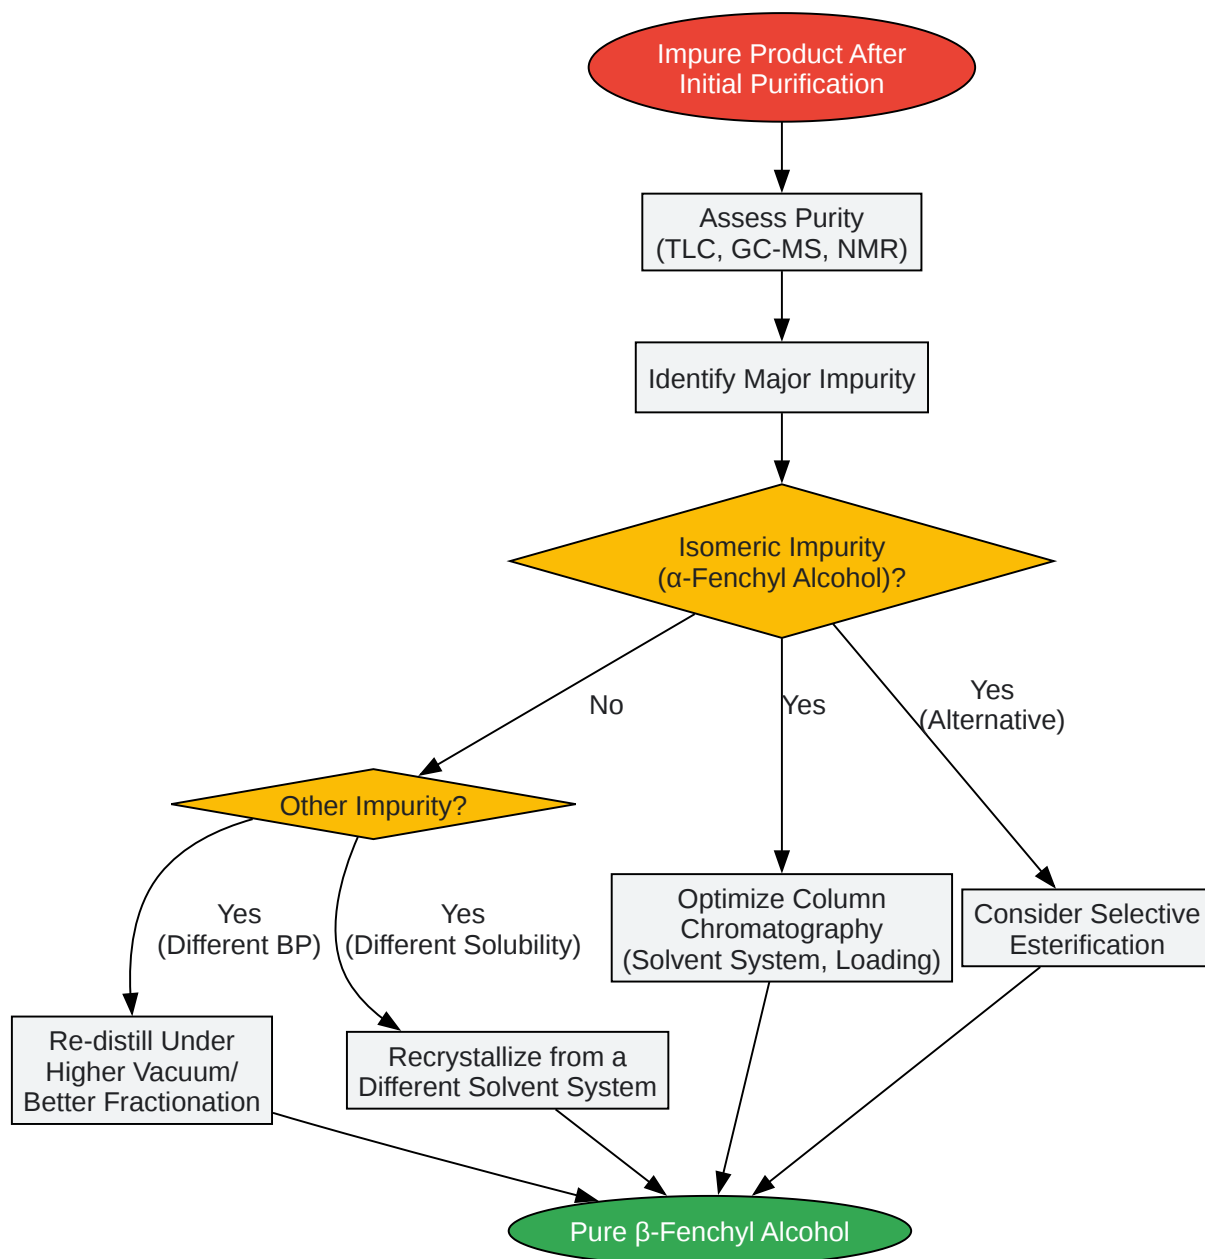 Impure Product After
Initial Purification
Assess Purity
(TLC, GC-MS, NMR)
Identify Major Impurity
Isomeric Impurity
(α-Fenchyl Alcohol)?
No
Yes
Yes
(Alternative)
Other Impurity?
Yes
(Different BP)
Yes
(Different Solubility)
Optimize Column
Chromatography
(Solvent System, Loading)
Consider Selective
Esterification
Re-distill Under
Higher Vacuum/
Better Fractionation
Recrystallize from a
Different Solvent System
Pure β-Fenchyl Alcohol